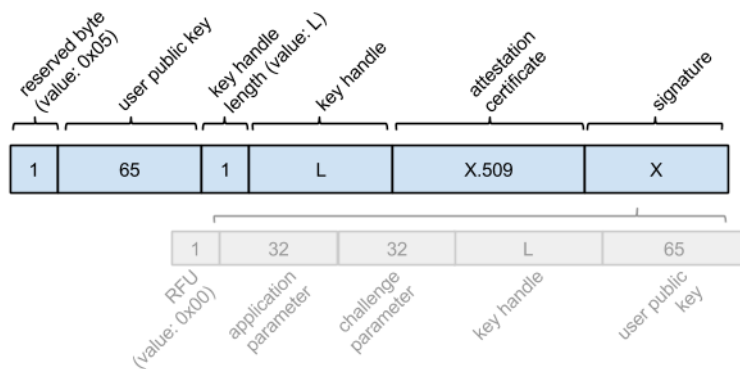 reserved byte
(value: 0x05)
user public key
key handle
length (value: L)
key handle
attestation
certificate
signature
1
65
1
L
X.509
X
1
32
32
L
65
RFU
(value: 0x00)
application
parameter
challenge
parameter
key handle
user public
key